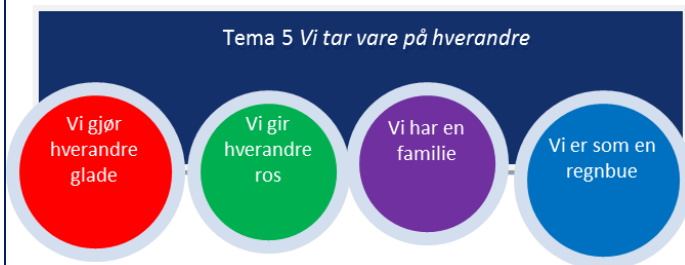 Tema 5 Vi tar vare på hverandre
Vi gjør
hverandre
glade
Vi gir
hverandre
ros
Vi har en
familie
Vi er som en
regnbue